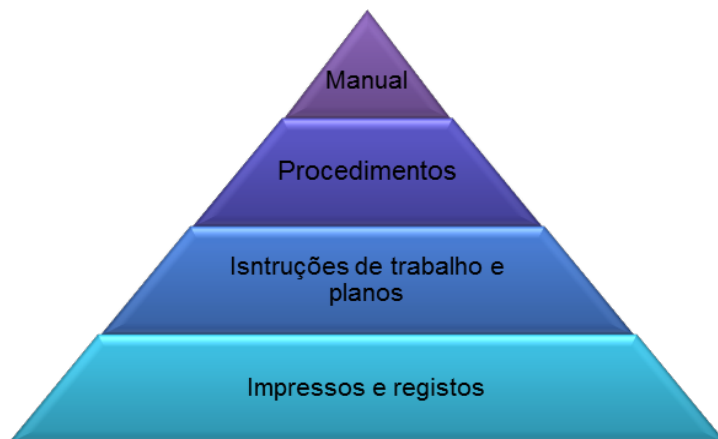 Manual
Procedimentos
Isntruções de trabalho e
planos
Impressos e registos